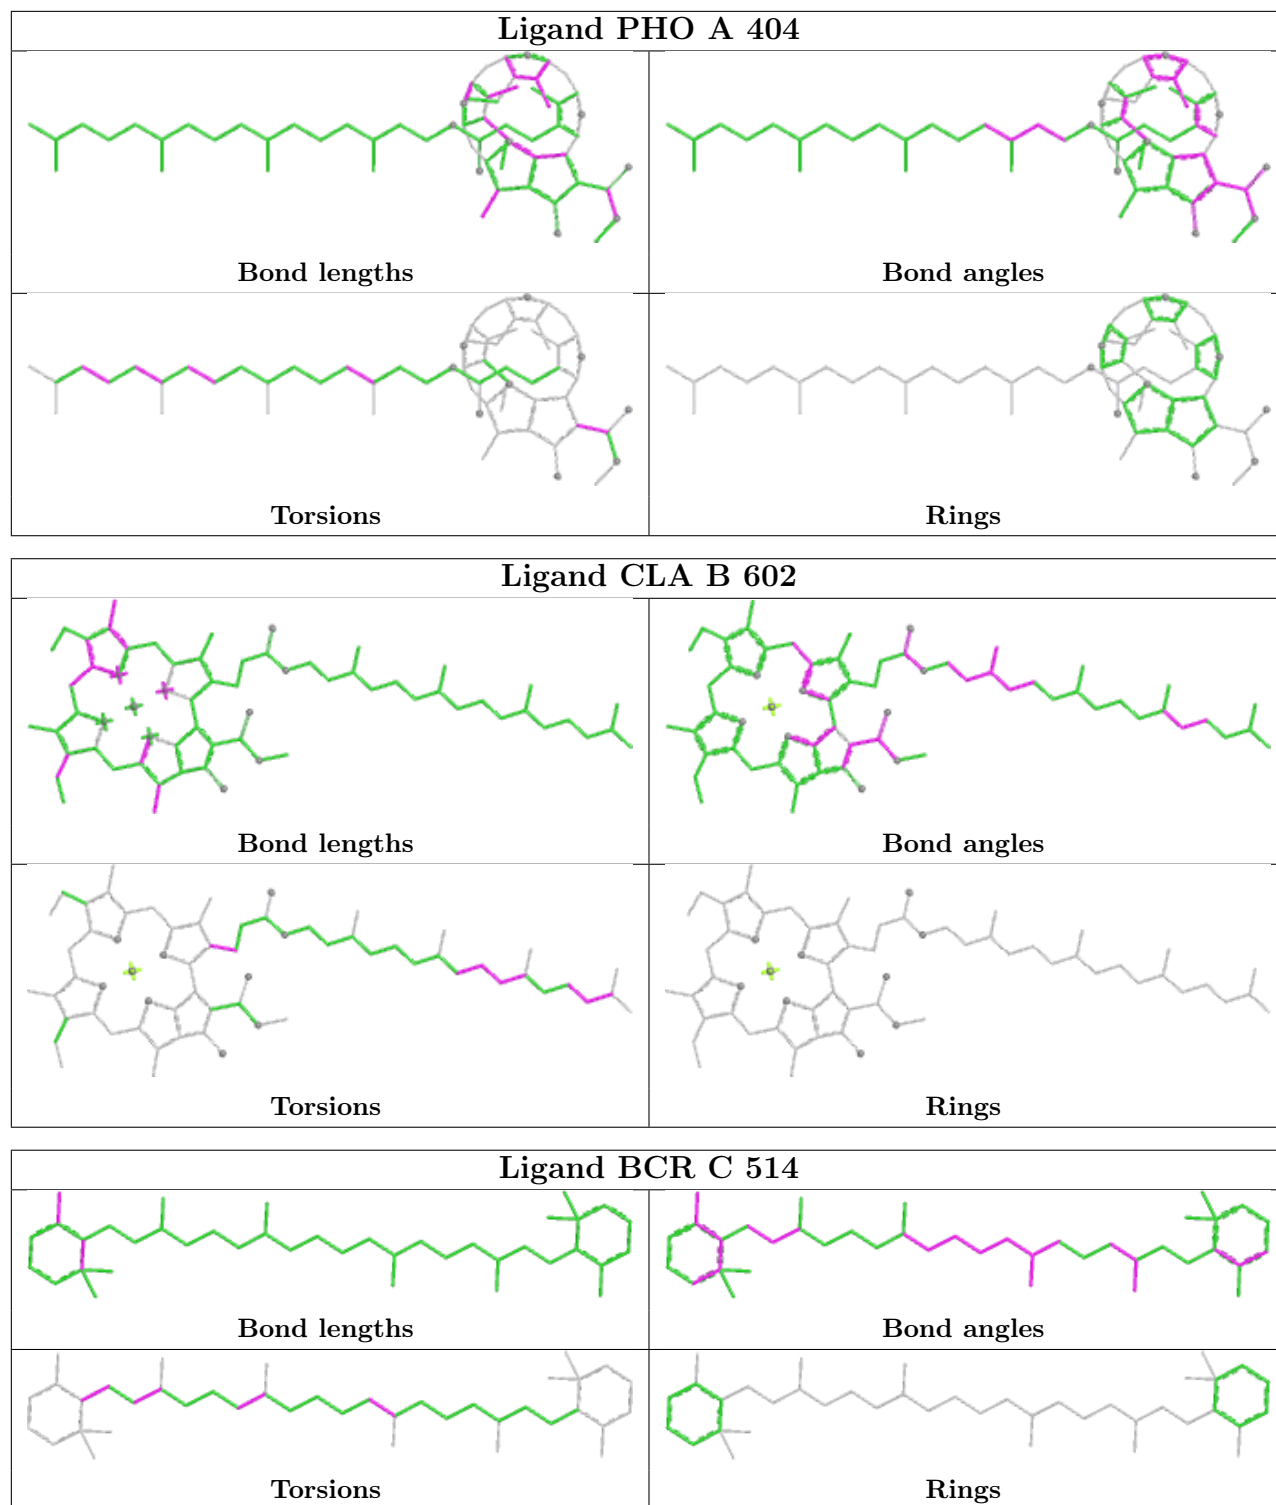 Ligand PHO A 404
Bond lengths
Bond angles
Torsions
Rings
Ligand CLA B 602
Bond lengths
Bond angles
Torsions
Rings
Ligand BCR C 514
Bond lengths
Bond angles
Torsions
Rings